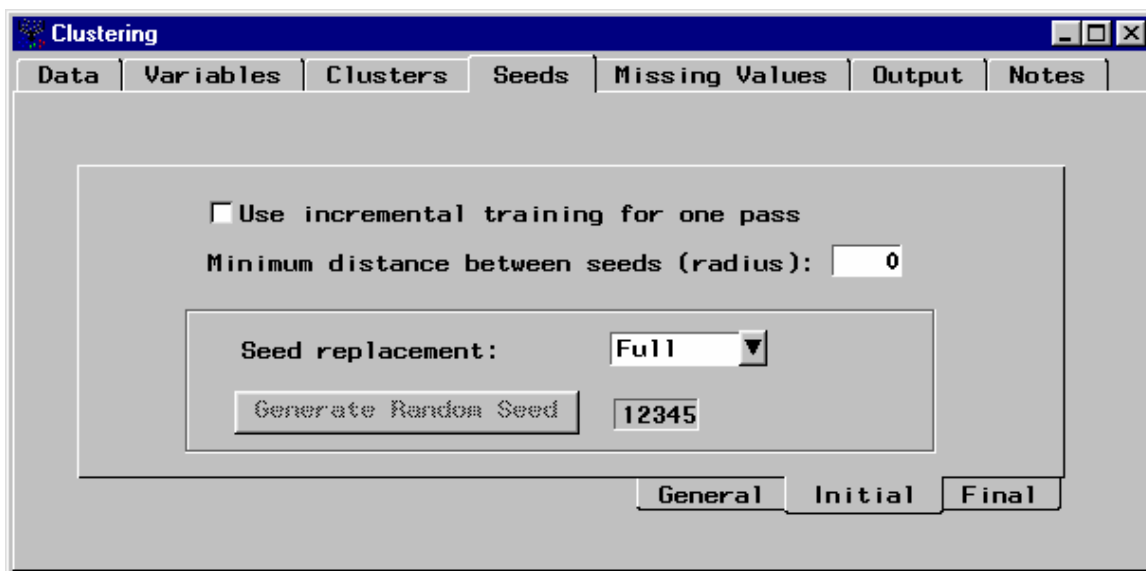 Clustering
Data Variables Clusters Seeds Missing Values Output Notes
Use incremental training for one pass
Minimum distance between seeds (radius): 0
Seed replacement: Full
Generate Random Seed 12345
General Initial Final